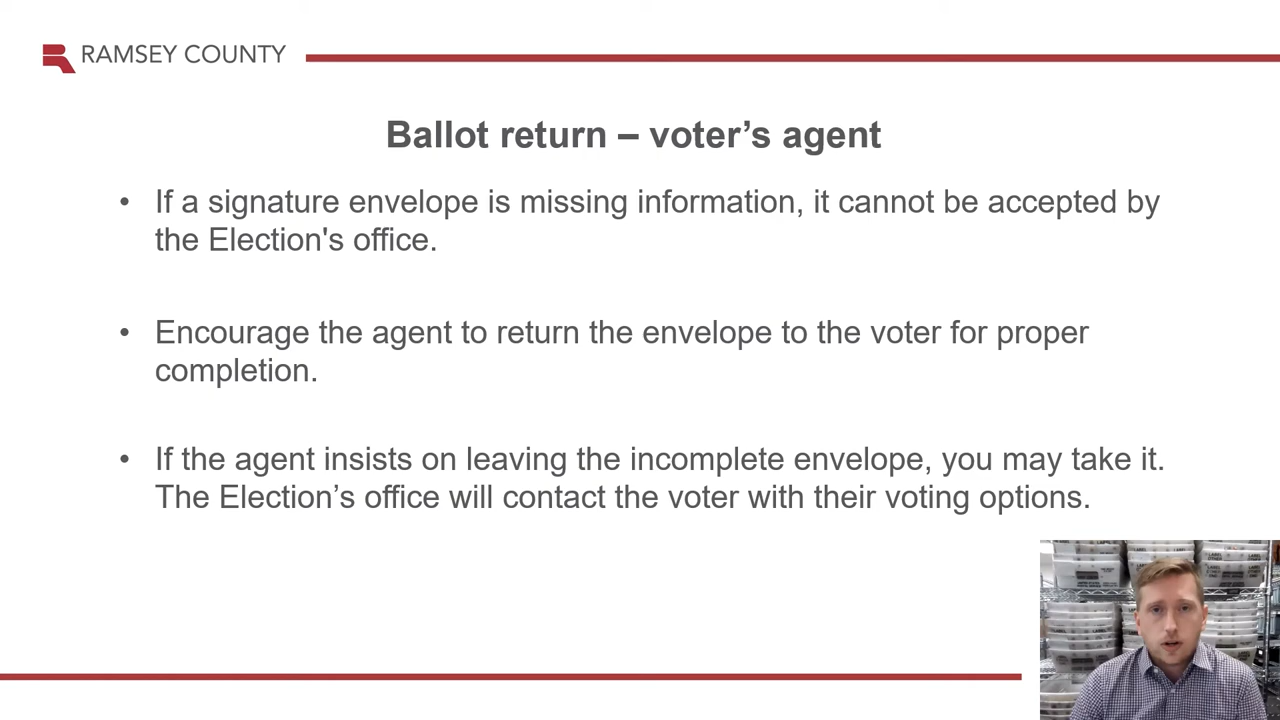 RAMSEY COUNTY
Ballot return – voter’s agent
• If a signature envelope is missing information, it cannot be accepted by
the Election's office.
• Encourage the agent to return the envelope to the voter for proper
completion.
• If the agent insists on leaving the incomplete envelope, you may take it.
The Election’s office will contact the voter with their voting options.